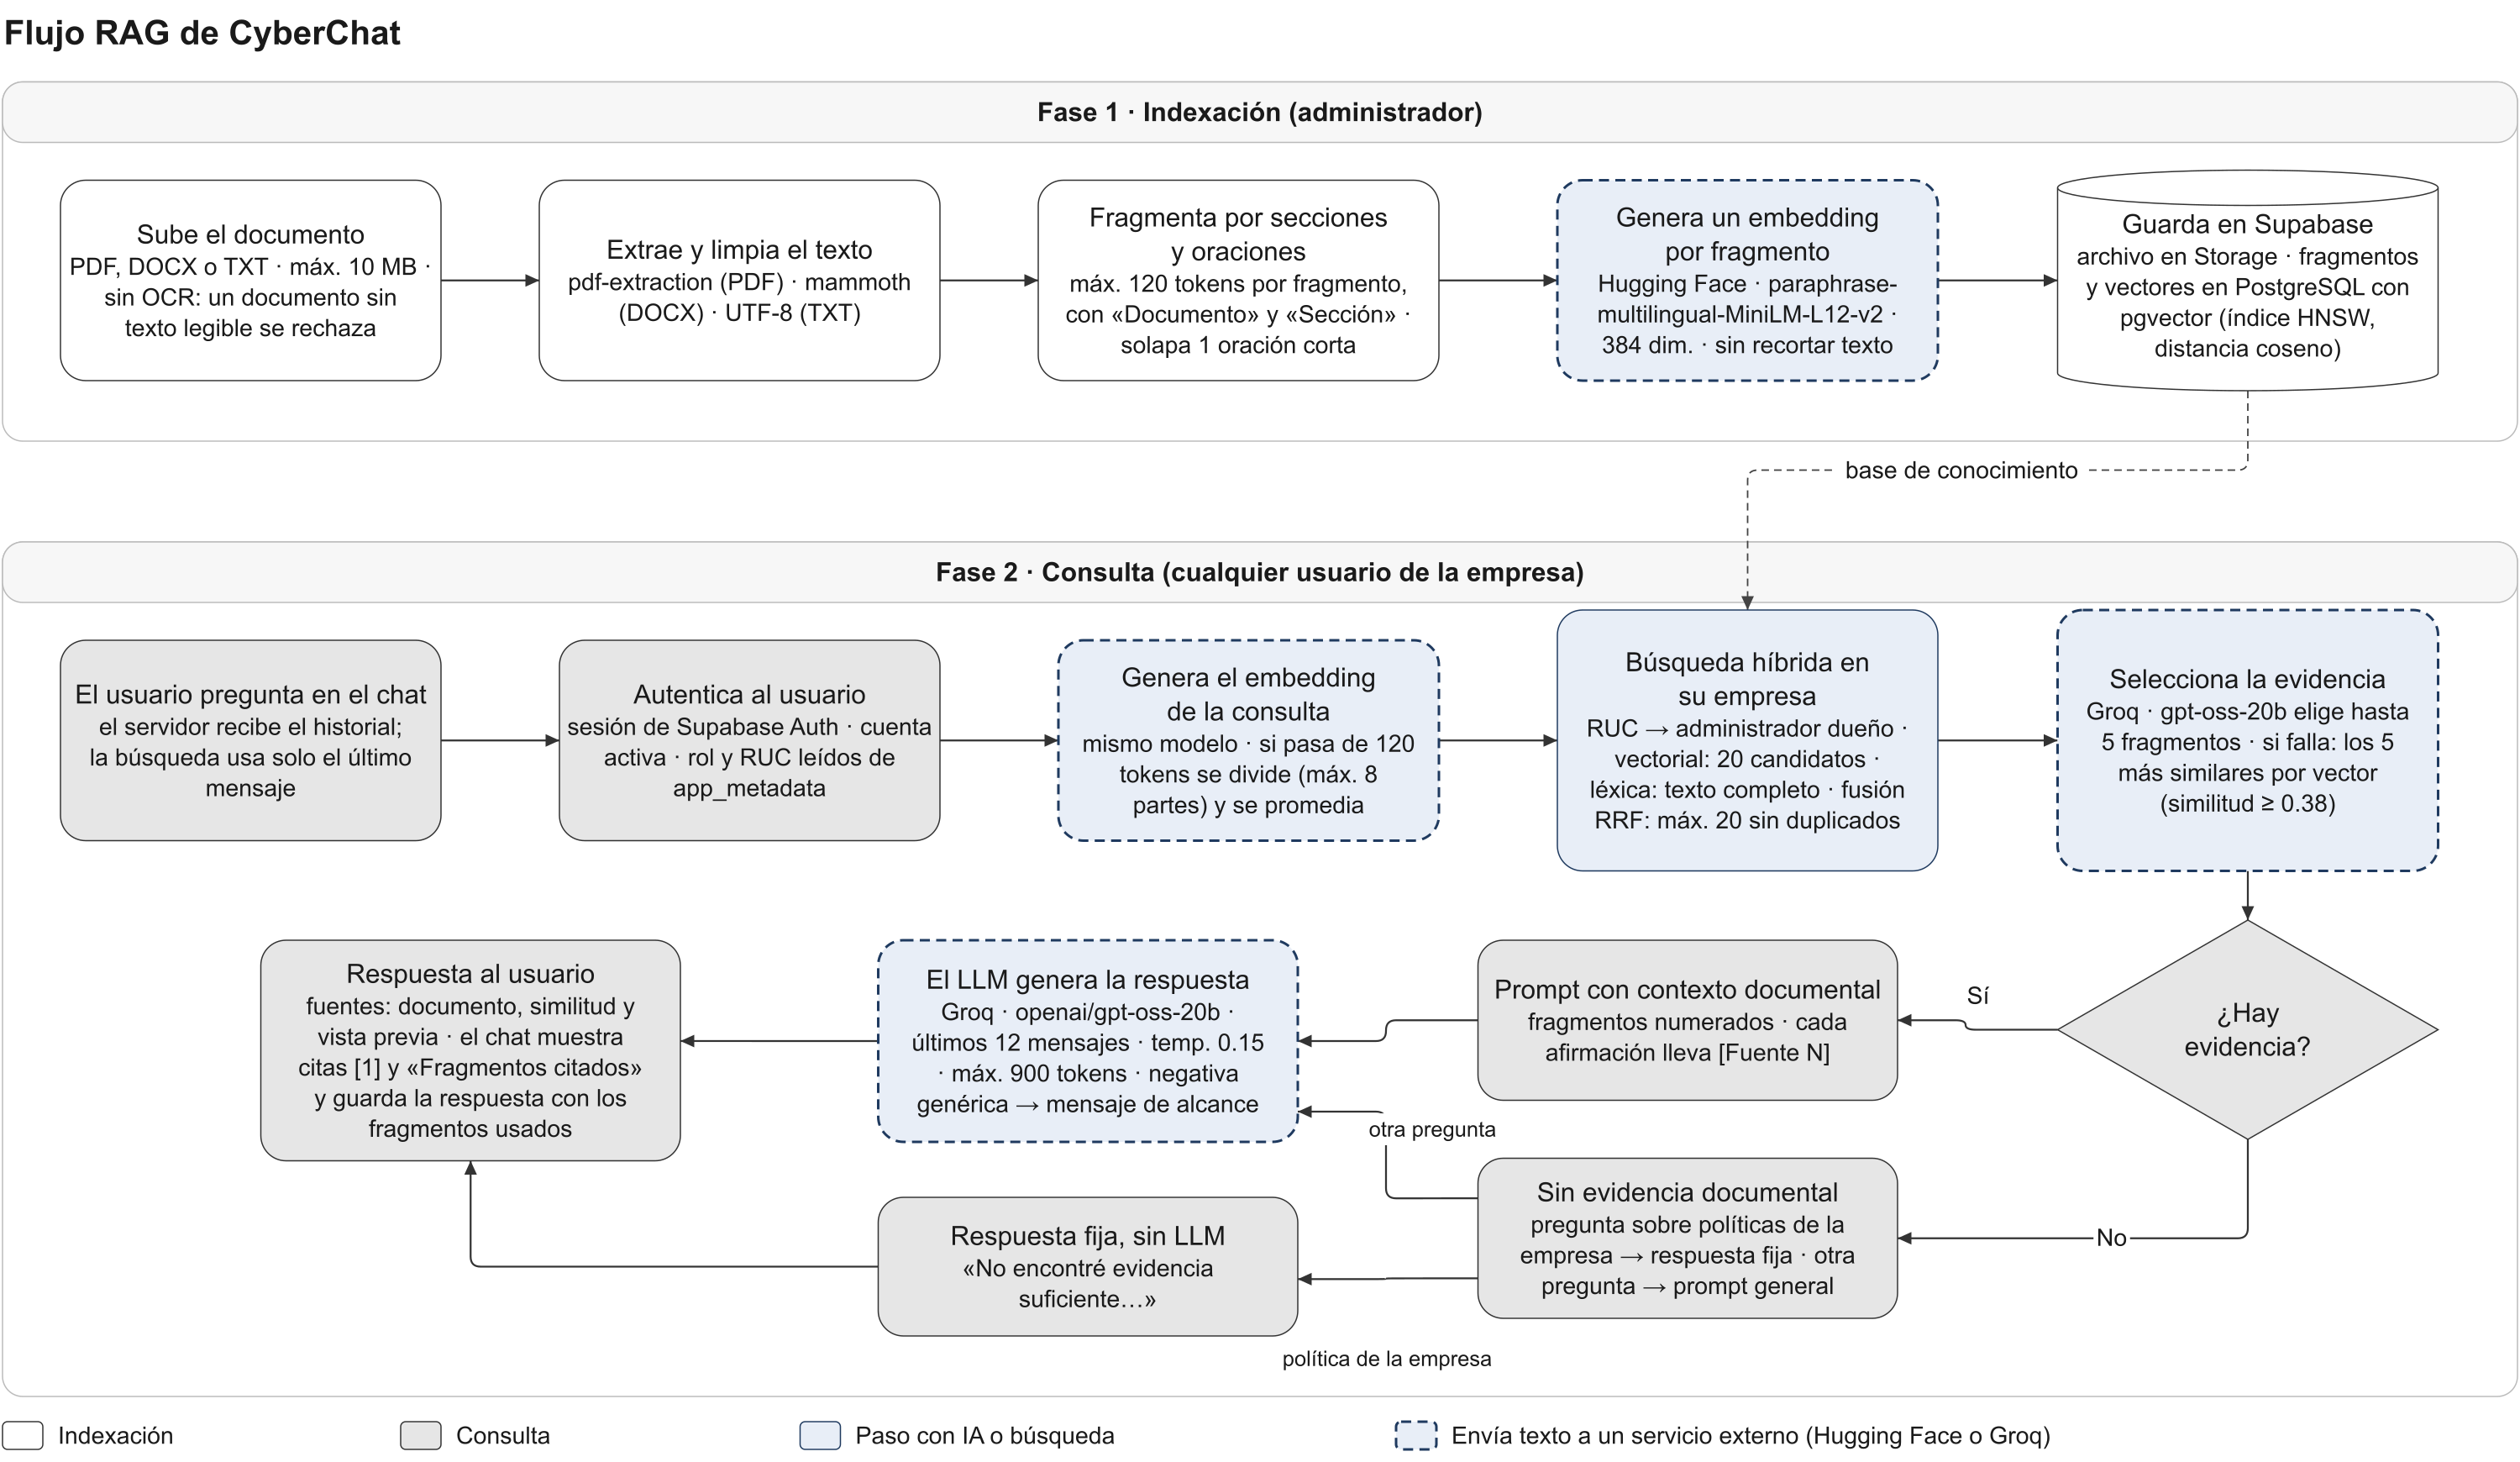 Flujo RAG de CyberChat
Fase 1 · Indexación (administrador)
Sube el documento
PDF, DOCX o TXT · máx. 10 MB ·
sin OCR: un documento sin
texto legible se rechaza
Extrae y limpia el texto
pdf-extraction (PDF) · mammoth
(DOCX) · UTF-8 (TXT)
Fragmenta por secciones
y oraciones
máx. 120 tokens por fragmento,
con «Documento» y «Sección» ·
solapa 1 oración corta
Genera un embedding
por fragmento
Hugging Face · paraphrase-
multilingual-MiniLM-L12-v2 ·
384 dim. · sin recortar texto
Guarda en Supabase
archivo en Storage · fragmentos
y vectores en PostgreSQL con
pgvector (índice HNSW,
distancia coseno)
base de conocimiento
Fase 2 · Consulta (cualquier usuario de la empresa)
El usuario pregunta en el chat
el servidor recibe el historial;
la búsqueda usa solo el último
mensaje
Autentica al usuario
sesión de Supabase Auth · cuenta
activa · rol y RUC leídos de
app_metadata
Genera el embedding
de la consulta
mismo modelo · si pasa de 120
tokens se divide (máx. 8
partes) y se promedia
Búsqueda híbrida en
su empresa
RUC → administrador dueño ·
vectorial: 20 candidatos ·
léxica: texto completo · fusión
RRF: máx. 20 sin duplicados
Selecciona la evidencia
Groq · gpt-oss-20b elige hasta
5 fragmentos · si falla: los 5
más similares por vector
(similitud ≥ 0.38)
¿Hay
evidencia?
Sí
Prompt con contexto documental
fragmentos numerados · cada
afirmación lleva [Fuente N]
El LLM genera la respuesta
Groq · openai/gpt-oss-20b ·
últimos 12 mensajes · temp. 0.15
· máx. 900 tokens · negativa
genérica → mensaje de alcance
Respuesta al usuario
fuentes: documento, similitud y
vista previa · el chat muestra
citas [1] y «Fragmentos citados»
y guarda la respuesta con los
fragmentos usados
otra pregunta
No
Sin evidencia documental
pregunta sobre políticas de la
empresa → respuesta fija · otra
pregunta → prompt general
Respuesta fija, sin LLM
«No encontré evidencia
suficiente…»
política de la empresa
Indexación
Consulta
Paso con IA o búsqueda
Envía texto a un servicio externo (Hugging Face o Groq)